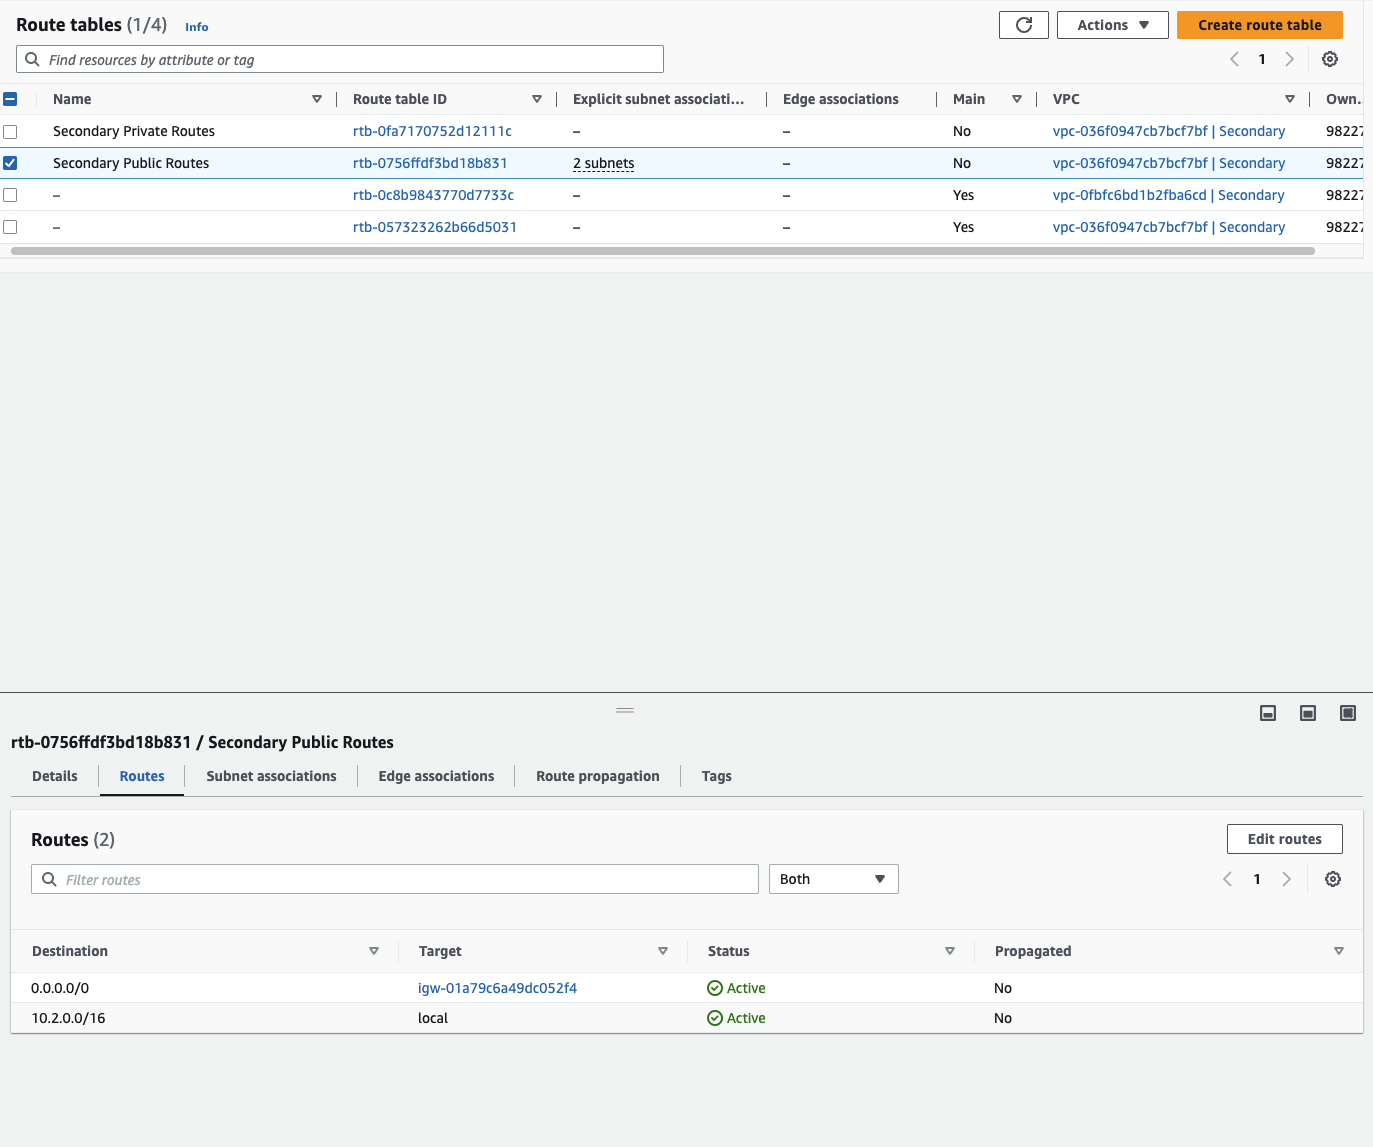 Route tables (1/4) Info
Actions Create route table
Find resources by attribute or tag
1
Name Route table ID Explicit subnet associati... Edge associations Main VPC Own...
Secondary Private Routes rtb-0fa7170752d12111c – – No vpc-036f0947cb7bcf7bf | Secondary 98227
Secondary Public Routes rtb-0756ffdf3bd18b831 2 subnets – No vpc-036f0947cb7bcf7bf | Secondary 98227
– rtb-0c8b9843770d7733c – – Yes vpc-0fbfc6bd1b2fba6cd | Secondary 98227
– rtb-057323262b66d5031 – – Yes vpc-036f0947cb7bcf7bf | Secondary 98227
rtb-0756ffdf3bd18b831 / Secondary Public Routes
Details Routes Subnet associations Edge associations Route propagation Tags
Routes (2) Edit routes
Filter routes Both 1
Destination Target Status Propagated
0.0.0.0/0 igw-01a79c6a49dc052f4 Active No
10.2.0.0/16 local Active No